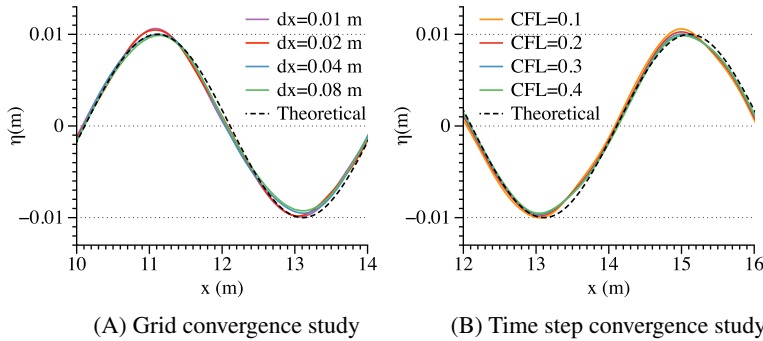 0.01
0
−0.01
η(m)
10
11
12
13
14
x (m)
dx=0.01 m
dx=0.02 m
dx=0.04 m
dx=0.08 m
Theoretical
(A) Grid convergence study
0.01
0
−0.01
η(m)
12
13
14
15
16
x (m)
CFL=0.1
CFL=0.2
CFL=0.3
CFL=0.4
Theoretical
(B) Time step convergence study